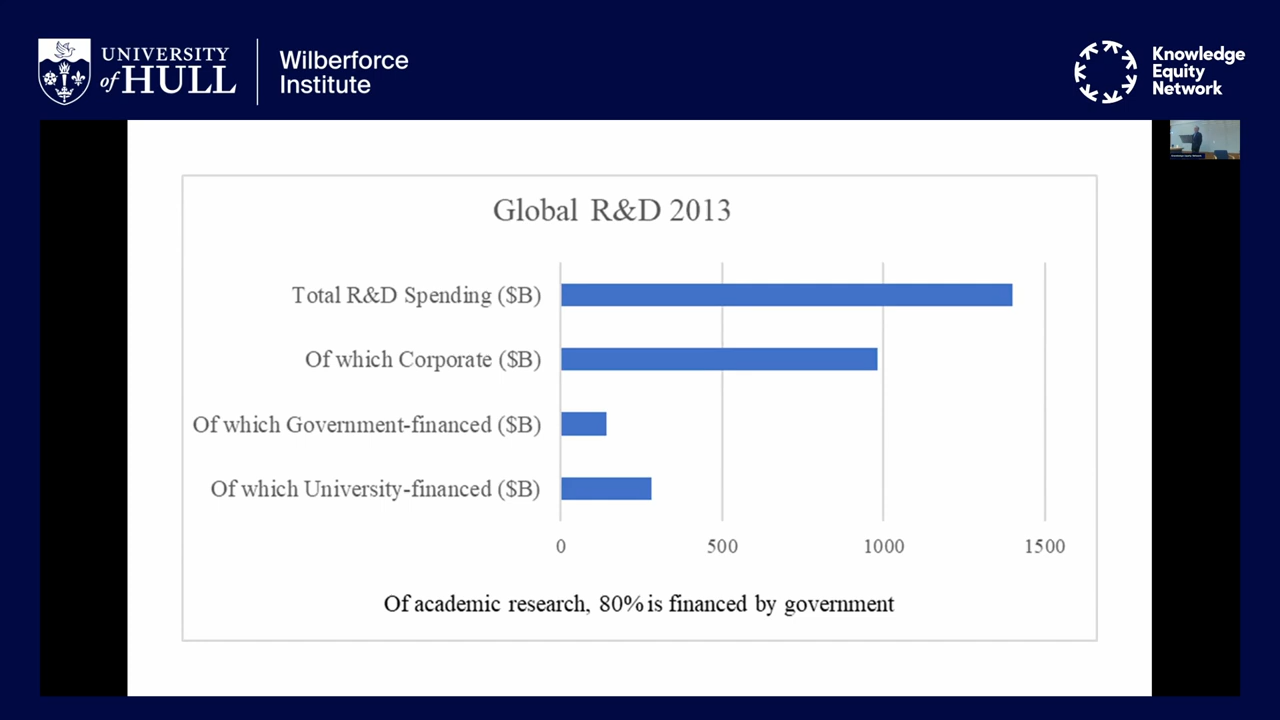 UNIVERSITY
of HULL
Wilberforce
Institute
Knowledge
Equity
Network
Global R&D 2013
Total R&D Spending ($B)
Of which Corporate ($B)
Of which Government-financed ($B)
Of which University-financed ($B)
0 500 1000 1500
Of academic research, 80% is financed by government